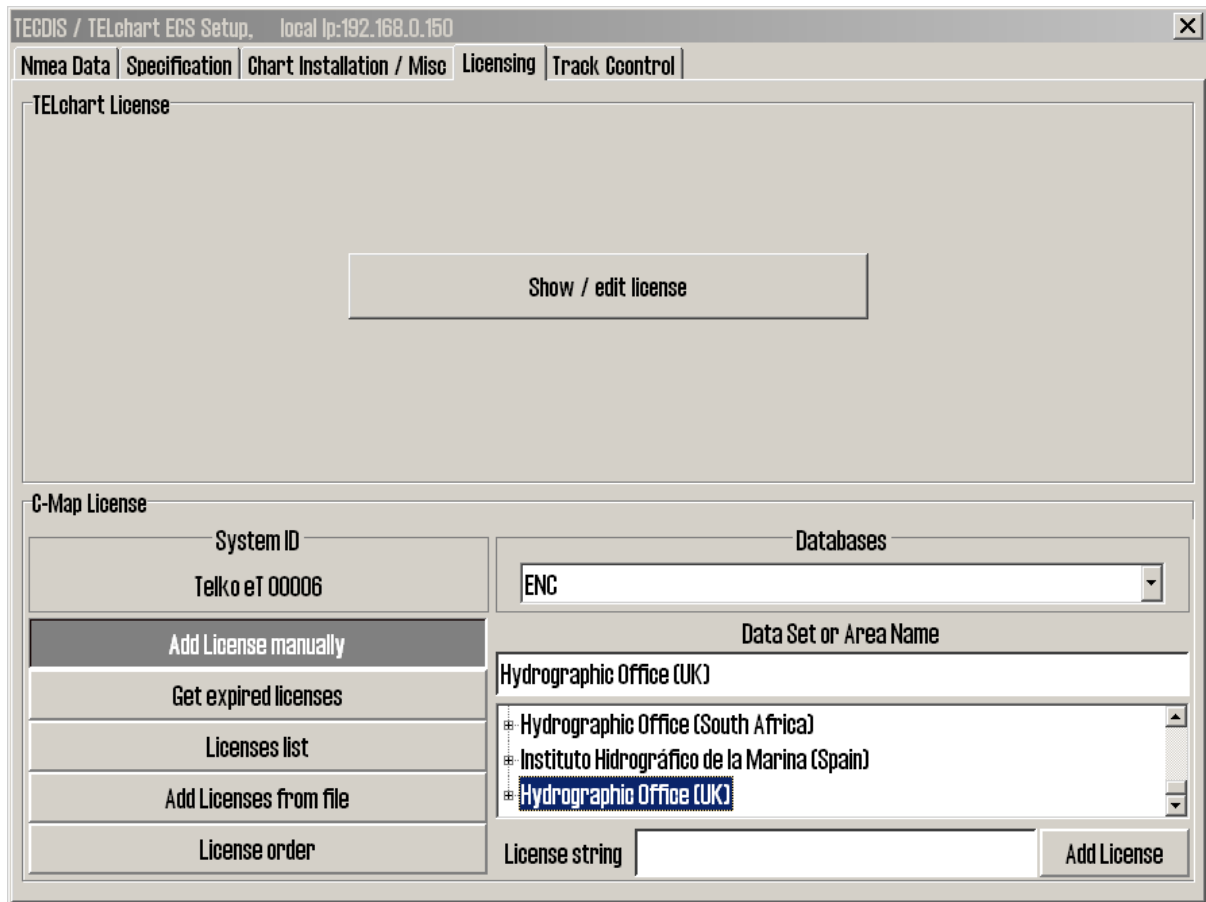 TECDIS / TELchart ECS Setup,    local Ip:192.168.0.150
Nmea Data
Specification
Chart Installation / Misc
Licensing
Track Ccontrol
TELchart License
Show / edit license
C-Map License
System ID
Telko eT 00006
Add License manually
Get expired licenses
Licenses list
Add Licenses from file
License order
Databases
ENC
Data Set or Area Name
Hydrographic Office (UK)
Hydrographic Office (South Africa)
Instituto Hidrográfico de la Marina (Spain)
Hydrographic Office (UK)
License string
Add License